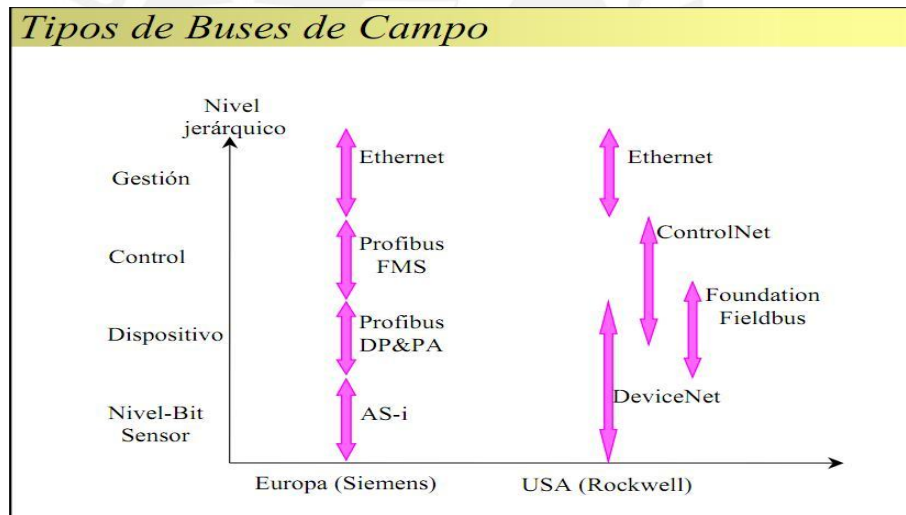 Tipos de Buses de Campo
Nivel
jerárquico
Ethernet
Ethernet
Gestión
ControlNet
Control
Profibus
FMS
Foundation
Fieldbus
Dispositivo
Profibus
DP&PA
DeviceNet
Nivel-Bit
Sensor
AS-i
Europa (Siemens)
USA (Rockwell)